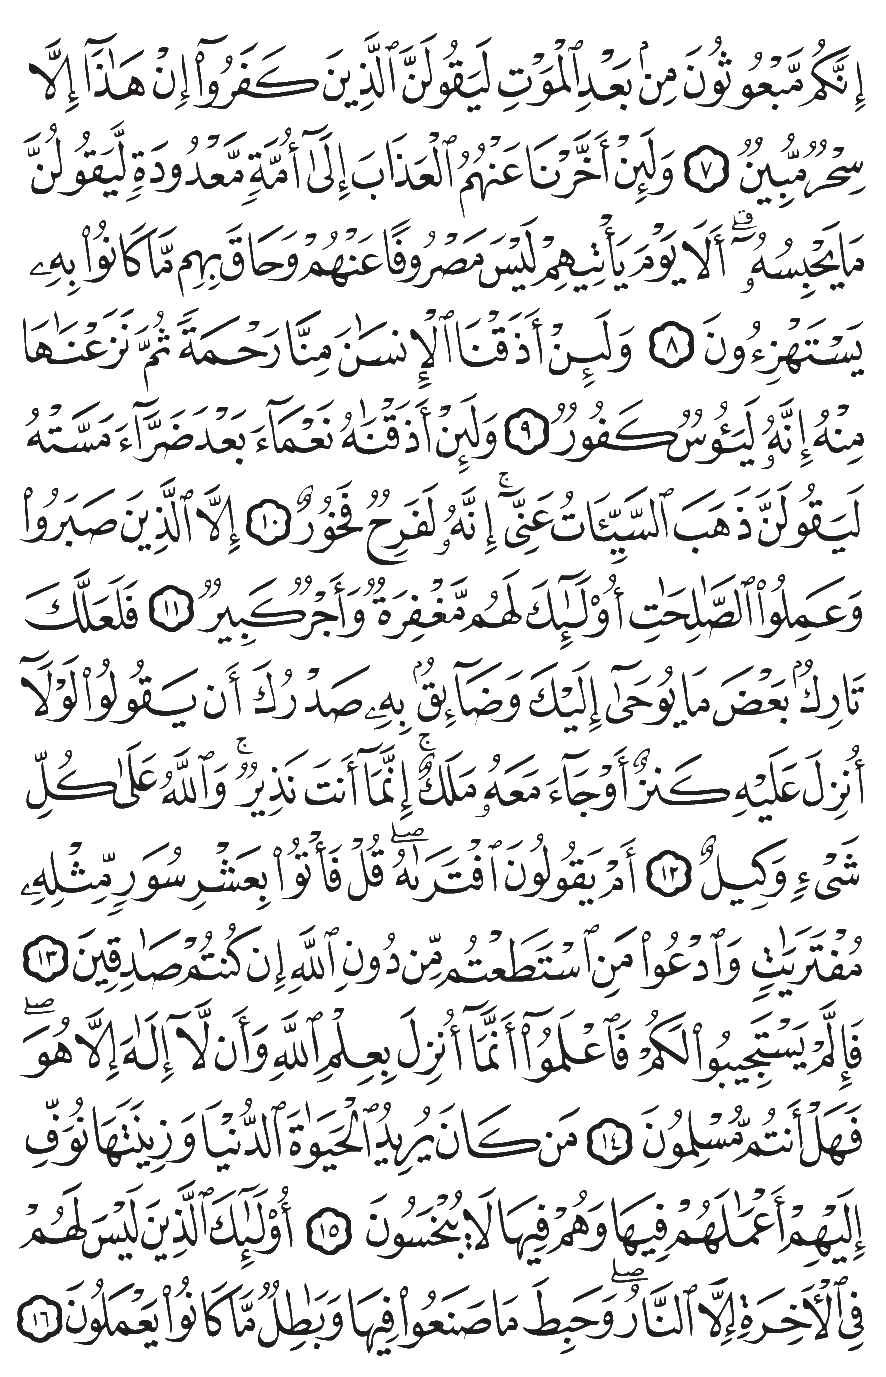 إِنَّكُم مَّبْعُوثُونَ مِنۢ بَعْدِ ٱلْمَوْتِ لَيَقُولَنَّ ٱلَّذِينَ كَفَرُوٓا۟ إِنْ هَـٰذَآ إِلَّا
سِحْرٌ مُّبِينٌ ٧ وَلَئِنْ أَخَّرْنَا عَنْهُمُ ٱلْعَذَابَ إِلَىٰٓ أُمَّةٍ مَّعْدُودَةٍ لَّيَقُولُنَّ
مَا يَحْبِسُهُۥٓ ۗ أَلَا يَوْمَ يَأْتِيهِمْ لَيْسَ مَصْرُوفًا عَنْهُمْ وَحَاقَ بِهِم مَّا كَانُوا۟ بِهِۦ
يَسْتَهْزِءُونَ ٨ وَلَئِنْ أَذَقْنَا ٱلْإِنسَـٰنَ مِنَّا رَحْمَةً ثُمَّ نَزَعْنَـٰهَا
مِنْهُ إِنَّهُۥ لَيَـُٔوسٌ كَفُورٌ ٩ وَلَئِنْ أَذَقْنَـٰهُ نَعْمَآءَ بَعْدَ ضَرَّآءَ مَسَّتْهُ
لَيَقُولَنَّ ذَهَبَ ٱلسَّيِّـَٔاتُ عَنِّىٓ ۚ إِنَّهُۥ لَفَرِحٌ فَخُورٌ ١٠ إِلَّا ٱلَّذِينَ صَبَرُوا۟
وَعَمِلُوا۟ ٱلصَّـٰلِحَـٰتِ أُو۟لَـٰٓئِكَ لَهُم مَّغْفِرَةٌ وَأَجْرٌ كَبِيرٌ ١١ فَلَعَلَّكَ
تَارِكٌۢ بَعْضَ مَا يُوحَىٰٓ إِلَيْكَ وَضَآئِقٌۢ بِهِۦ صَدْرُكَ أَن يَقُولُوا۟ لَوْلَآ
أُنزِلَ عَلَيْهِ كَنزٌ أَوْ جَآءَ مَعَهُۥ مَلَكٌ ۚ إِنَّمَآ أَنتَ نَذِيرٌ ۚ وَٱللَّهُ عَلَىٰ كُلِّ
شَىْءٍ وَكِيلٌ ١٢ أَمْ يَقُولُونَ ٱفْتَرَىٰهُ ۖ قُلْ فَأْتُوا۟ بِعَشْرِ سُوَرٍ مِّثْلِهِۦ
مُفْتَرَيَـٰتٍ وَٱدْعُوا۟ مَنِ ٱسْتَطَعْتُم مِّن دُونِ ٱللَّهِ إِن كُنتُمْ صَـٰدِقِينَ ١٣
فَإِلَّمْ يَسْتَجِيبُوا۟ لَكُمْ فَٱعْلَمُوٓا۟ أَنَّمَآ أُنزِلَ بِعِلْمِ ٱللَّهِ وَأَن لَّآ إِلَـٰهَ إِلَّا هُوَ ۖ
فَهَلْ أَنتُم مُّسْلِمُونَ ١٤ مَن كَانَ يُرِيدُ ٱلْحَيَوٰةَ ٱلدُّنْيَا وَزِينَتَهَا نُوَفِّ
إِلَيْهِمْ أَعْمَـٰلَهُمْ فِيهَا وَهُمْ فِيهَا لَا يُبْخَسُونَ ١٥ أُو۟لَـٰٓئِكَ ٱلَّذِينَ لَيْسَ لَهُمْ
فِى ٱلْـَٔاخِرَةِ إِلَّا ٱلنَّارُ ۖ وَحَبِطَ مَا صَنَعُوا۟ فِيهَا وَبَـٰطِلٌ مَّا كَانُوا۟ يَعْمَلُونَ ١٦